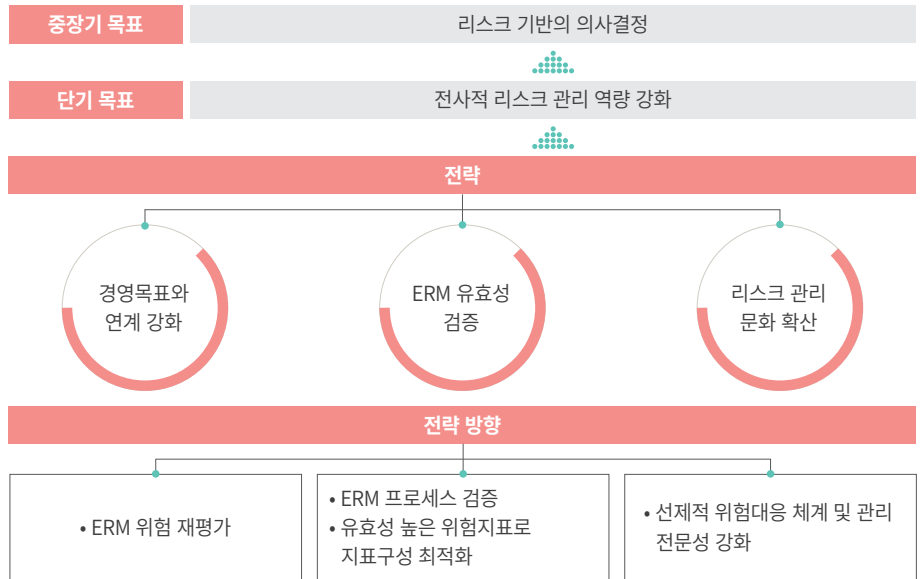 중장기 목표
리스크 기반의 의사결정
단기 목표
전사적 리스크 관리 역량 강화
전략
경영목표와
연계 강화
ERM 유효성
검증
리스크 관리
문화 확산
전략 방향
• ERM 위험 재평가
• ERM 프로세스 검증
• 유효성 높은 위험지표로
지표구성 최적화
• 선제적 위험대응 체계 및 관리
전문성 강화